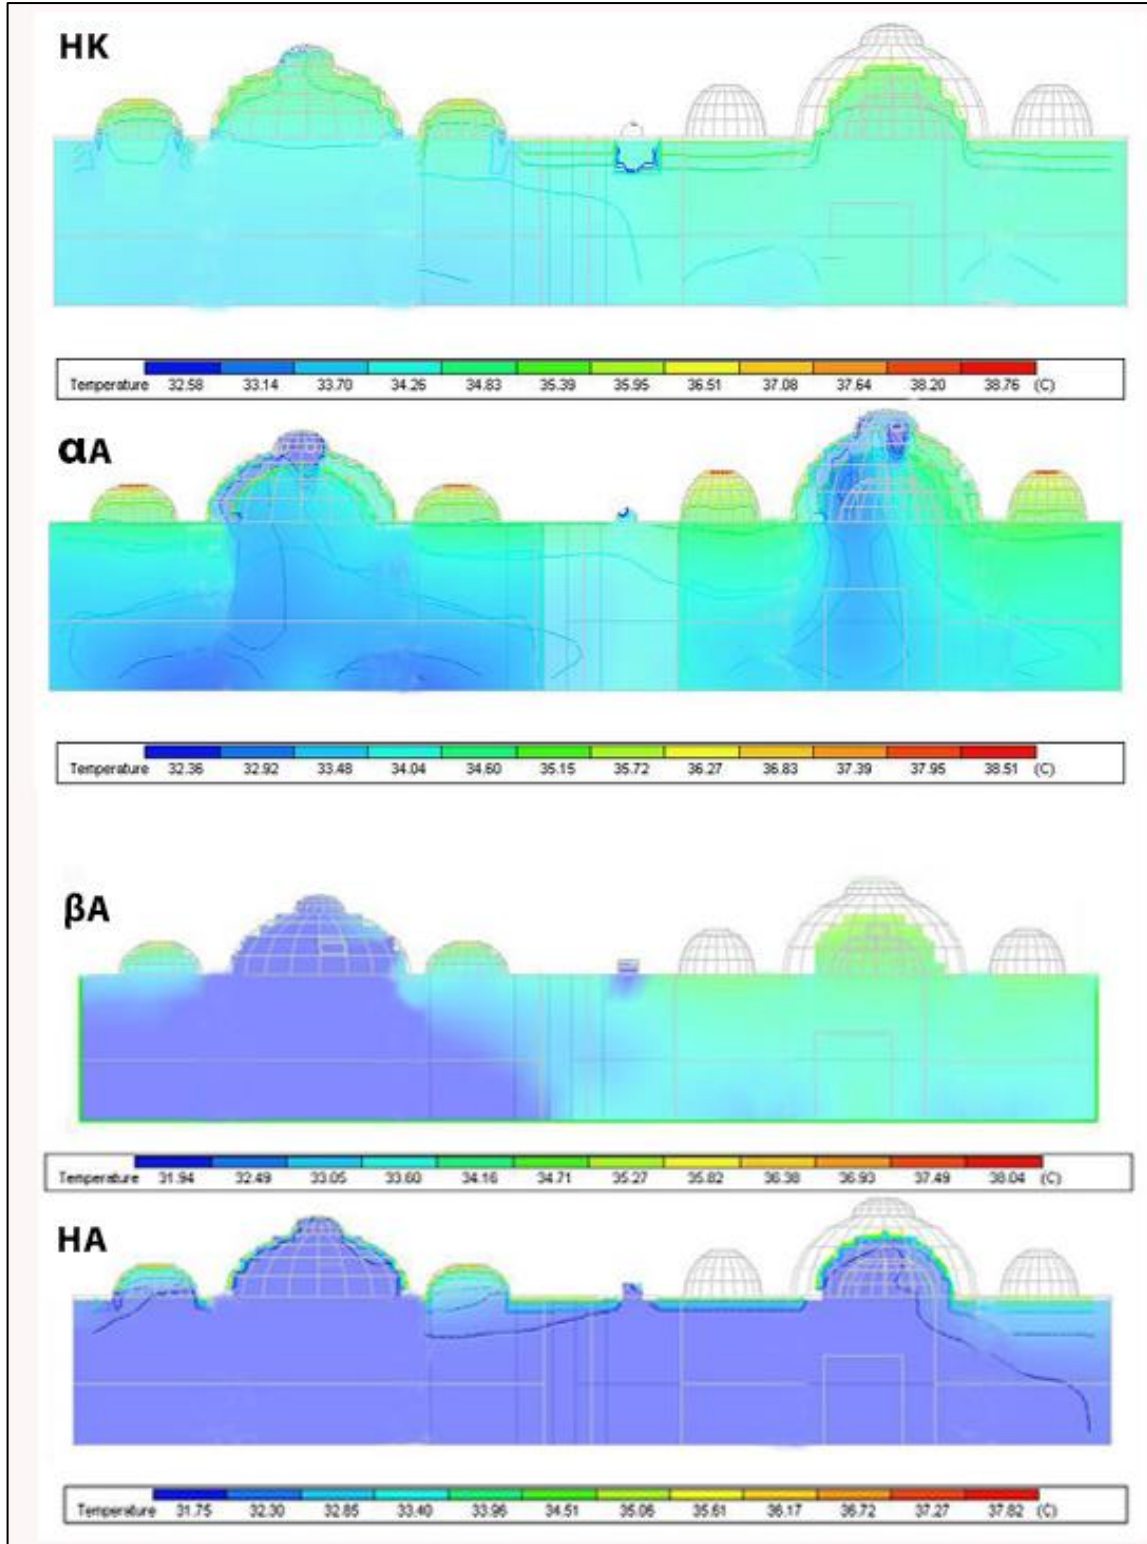 HK
Temperature 32.58 33.14 33.70 34.26 34.83 35.39 35.95 36.51 37.08 37.64 38.20 38.76 (C)
αA
Temperature 32.36 32.92 33.48 34.04 34.60 35.15 35.72 36.27 36.83 37.39 37.95 38.51 (C)
βA
Temperature 31.94 32.49 33.05 33.60 34.16 34.71 35.27 35.82 36.38 36.93 37.49 38.04 (C)
HA
Temperature 31.75 32.30 32.85 33.40 33.96 34.51 35.06 35.61 36.17 36.72 37.27 37.82 (C)